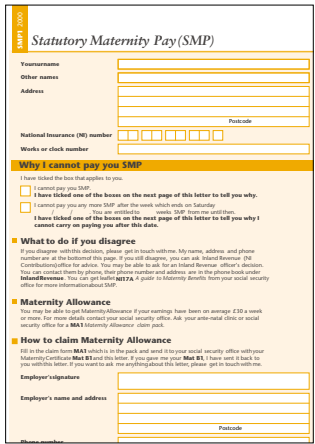 SMP1 2000
Statutory Maternity Pay (SMP)
Yoursurname
Other names
Address
Postcode
National Insurance (NI) number
Works or clock number
Why I cannot pay you SMP
I have ticked the box that applies to you.
I cannot pay you SMP.
I have ticked one of the boxes on the next page of this letter to tell you why.
I cannot pay you any more SMP after the week which ends on Saturday
/ / . You are entitled to weeks SMP from me until then.
I have ticked one of the boxes on the next page of this letter to tell you why I
cannot carry on paying you after this date.
What to do if you disagree
If you disagree with this decision, please get in touch with me. My name, address and phone
number are at the bottom of this page. If you still disagree, you can ask Inland Revenue (NI
Contributions) office for advice. You may be able to ask for an Inland Revenue officer's decision.
You can contact them by phone, their phone number and address are in the phone book under
Inland Revenue. You can get leaflet NI17A A guide to Maternity Benefits from your social security
office for more information about SMP.
Maternity Allowance
You may be able to get Maternity Allowance if your earnings have been on average £30 a week
or more. For more details contact your social security office. Ask your ante-natal clinic or social
security office for a MA1 Maternity Allowance claim pack.
How to claim Maternity Allowance
Fill in the claim form MA1 which is in the pack and send it to your social security office with your
Maternity Certificate Mat B1 and this letter. If you gave me your Mat B1, I have sent it back to
you with this letter. If you want to ask me anything about this letter, please get in touch with me.
Employer'ssignature
Employer's name and address
Postcode
Phone number